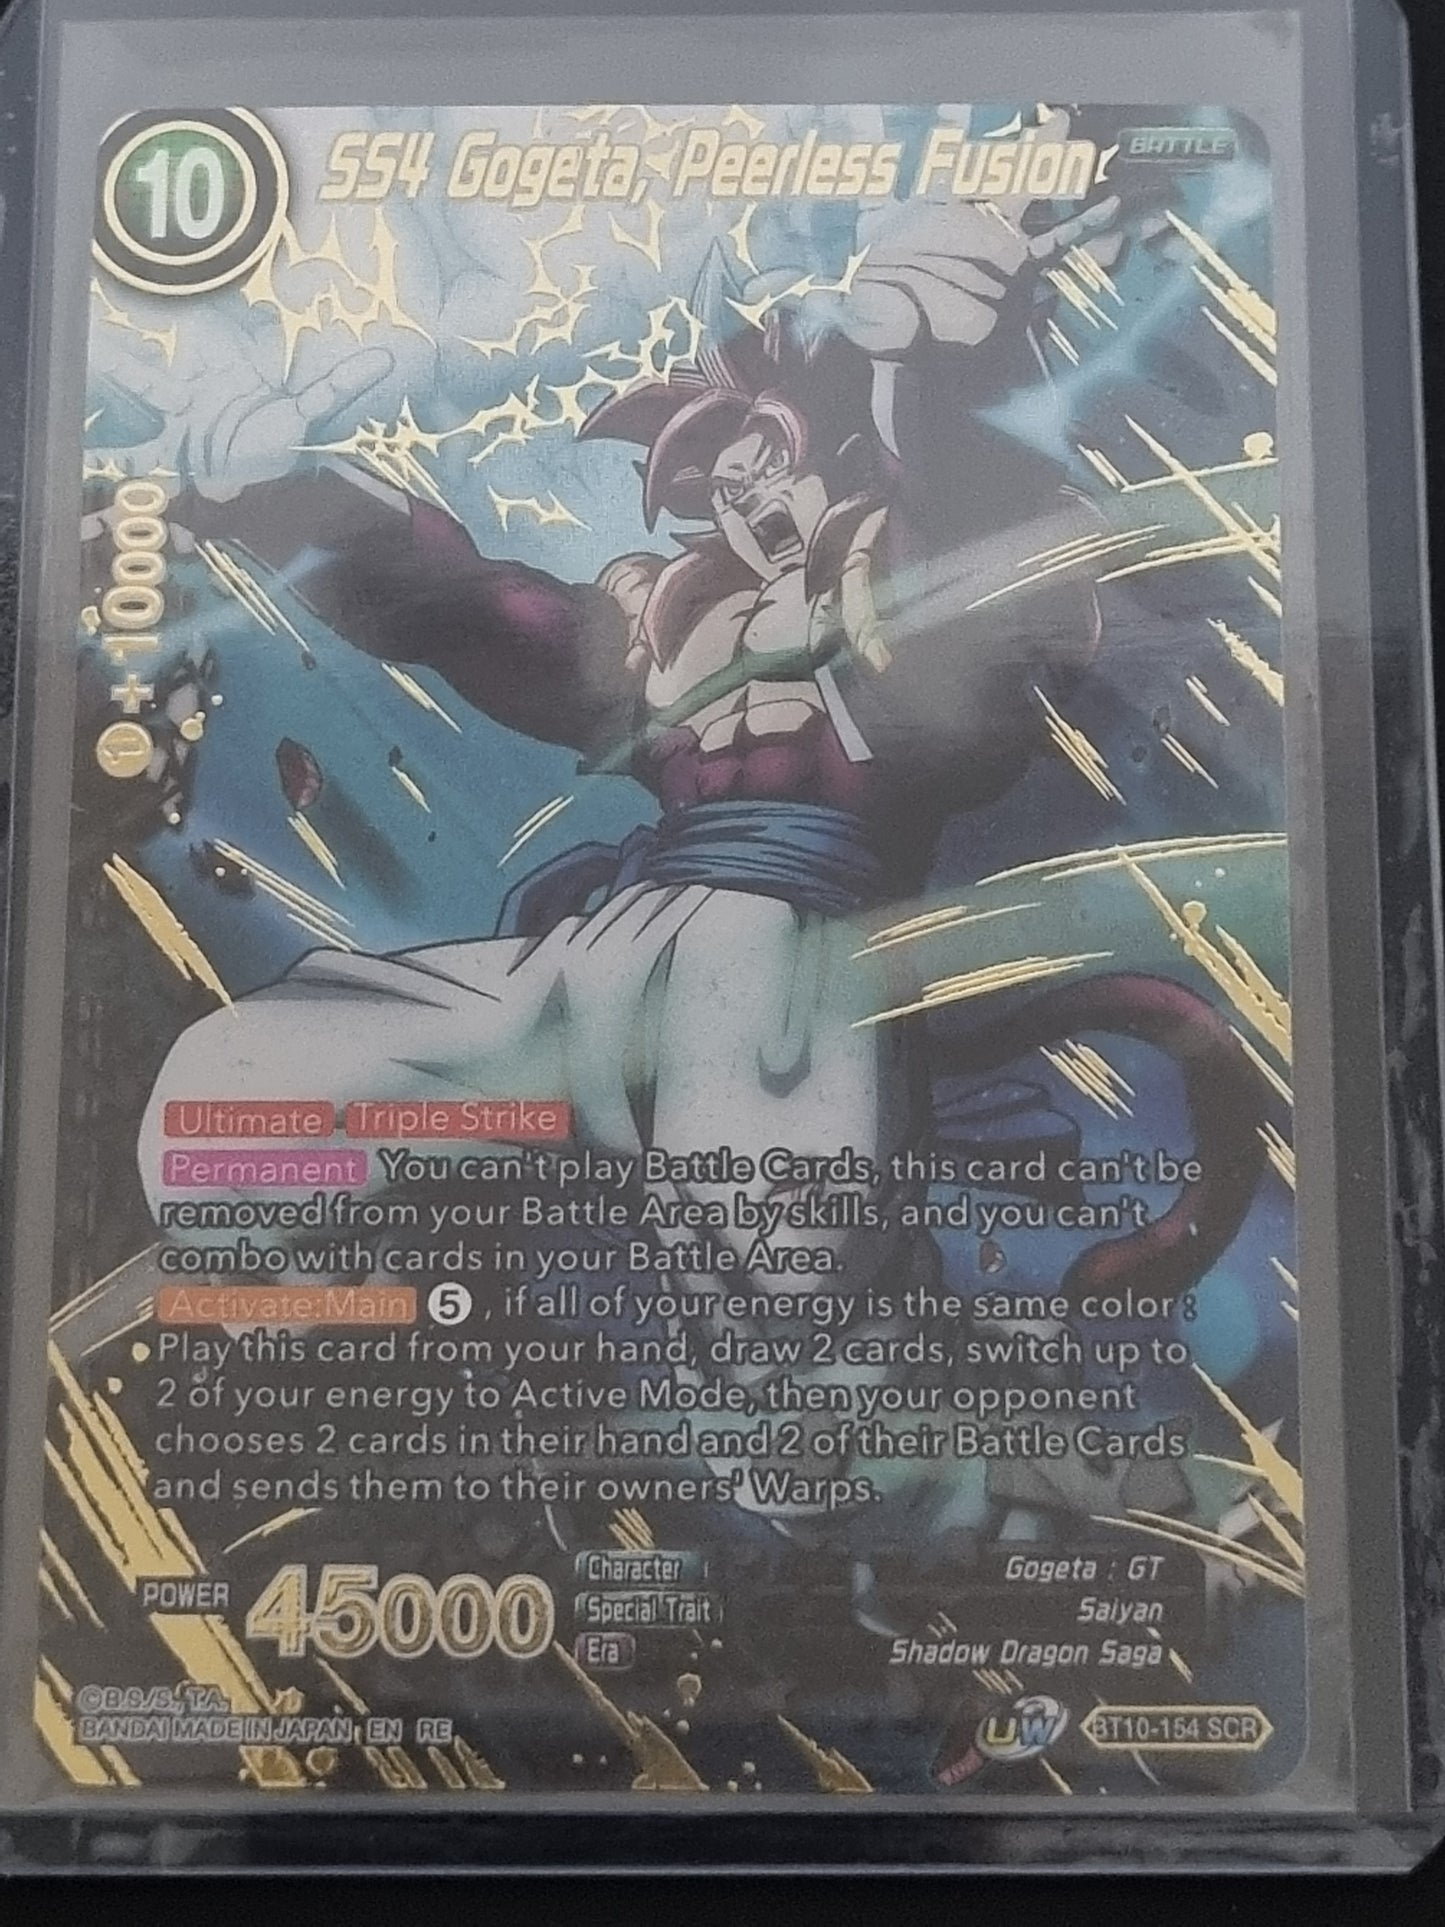 10
SS4 Gogeta, Peerless Fusion
BATTLE
1 + 10000
Ultimate Triple Strike
Permanent You can't play Battle Cards, this card can't be
removed from your Battle Area by skills, and you can't
combo with cards in your Battle Area.
Activate:Main 5 , if all of your energy is the same color :
Play this card from your hand, draw 2 cards, switch up to
2 of your energy to Active Mode, then your opponent
chooses 2 cards in their hand and 2 of their Battle Cards
and sends them to their owners' Warps.
POWER 45000
Character Gogeta : GT
Special Trait Saiyan
Era Shadow Dragon Saga
©B.S./S.,T.A.
BANDAI MADE IN JAPAN EN RE
UW
BT10-154 SCR